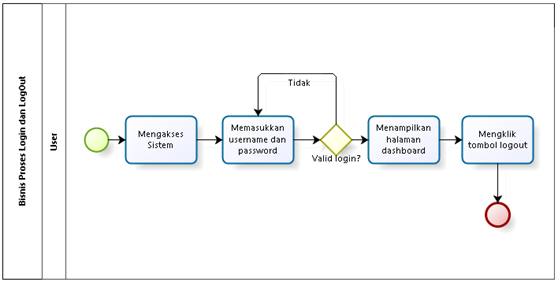 Bisnis Proses Login dan LogOut
User
Mengakses
Sistem
Memasukkan
username dan
password
Tidak
Valid login?
Menampilkan
halaman
dashboard
Mengklik
tombol logout